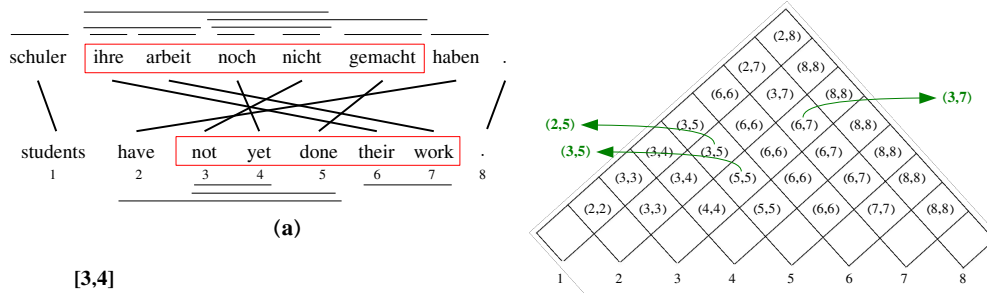 schuler ihre arbeit noch nicht gemacht haben .
students have not yet done their work .
1 2 3 4 5 6 7 8
(a)
[3,4]
(2,8)
(2,7) (8,8)
(6,6) (3,7) (8,8) (3,7)
(2,5) (3,5) (6,6) (6,7) (8,8)
(3,5) (3,4) (3,5) (6,6) (6,7) (8,8)
(3,3) (3,4) (5,5) (6,6) (6,7) (8,8)
(2,2) (3,3) (4,4) (5,5) (6,6) (7,7) (8,8)
1 2 3 4 5 6 7 8